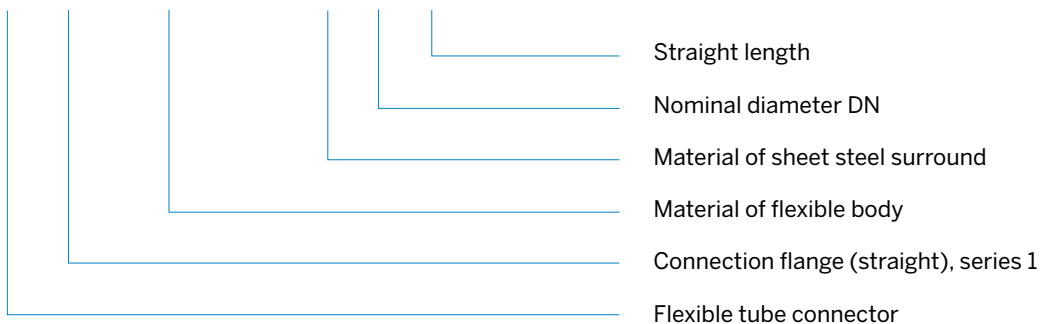 Straight length
Nominal diameter DN
Material of sheet steel surround
Material of flexible body
Connection flange (straight), series 1
Flexible tube connector